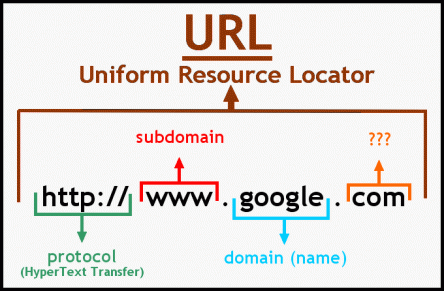 URL
Uniform Resource Locator
subdomain
???
http:// www . google . com
protocol
(HyperText Transfer)
domain (name)